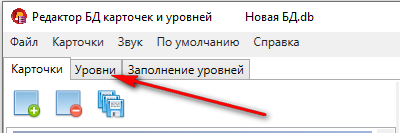 Редактор БД карточек и уровней Новая БД.db
Файл Карточки Звук По умолчанию Справка
Карточки Уровни Заполнение уровней